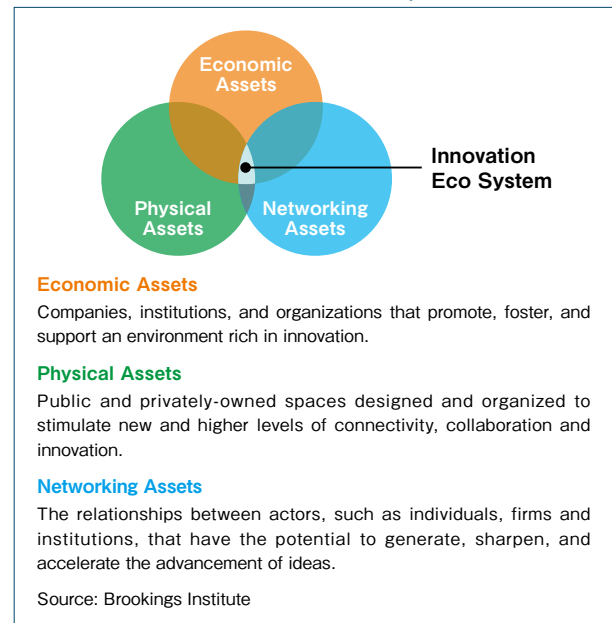 Economic
Assets
Innovation
Eco System
Physical
Assets
Networking
Assets
Economic Assets
Companies, institutions, and organizations that promote, foster, and
support an environment rich in innovation.
Physical Assets
Public and privately-owned spaces designed and organized to
stimulate new and higher levels of connectivity, collaboration and
innovation.
Networking Assets
The relationships between actors, such as individuals, firms and
institutions, that have the potential to generate, sharpen, and
accelerate the advancement of ideas.
Source: Brookings Institute